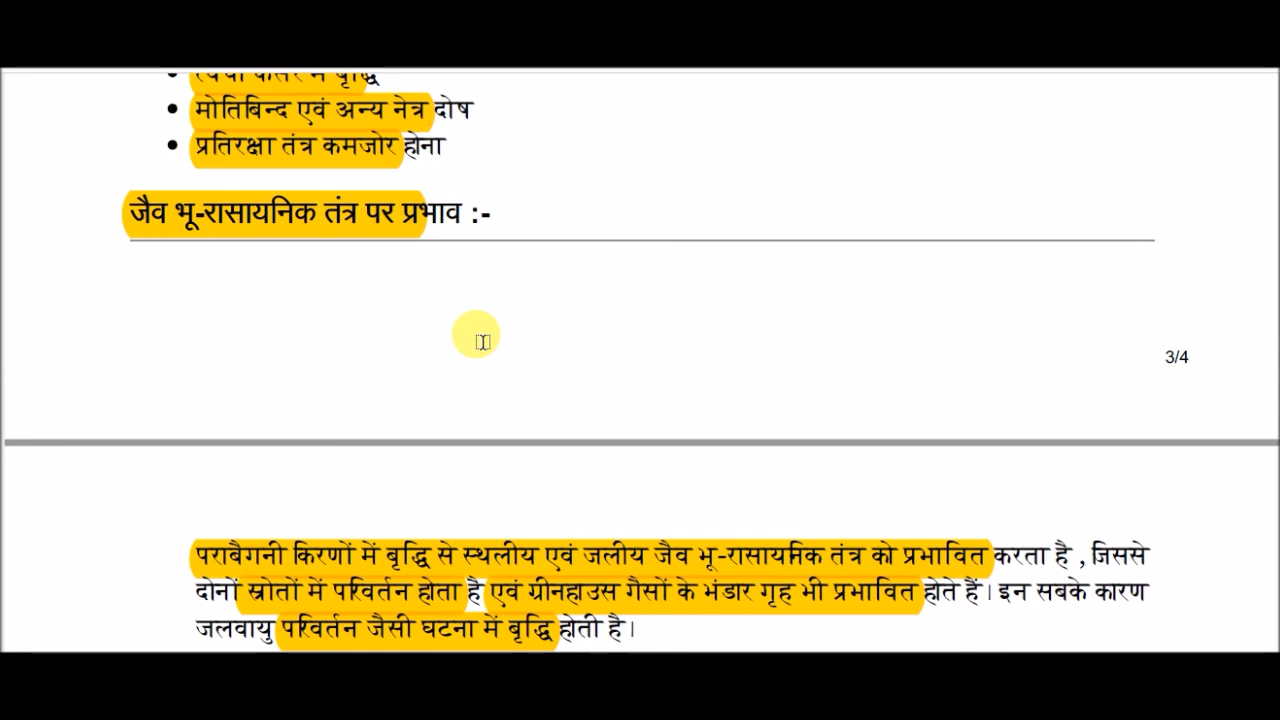 मोतिबिन्द एवं अन्य नेत्र दोष
प्रतिरक्षा तंत्र कमजोर होना
जैव भू-रासायनिक तंत्र पर प्रभाव :-
3/4
पराबैगनी किरणों में बृद्धि से स्थलीय एवं जलीय जैव भू-रासायनिक तंत्र को प्रभावित करता है , जिससे
दोनों स्रोतों में परिवर्तन होता है एवं ग्रीनहाउस गैसों के भंडार गृह भी प्रभावित होते हैं। इन सबके कारण
जलवायु परिवर्तन जैसी घटना में बृद्धि होती है।